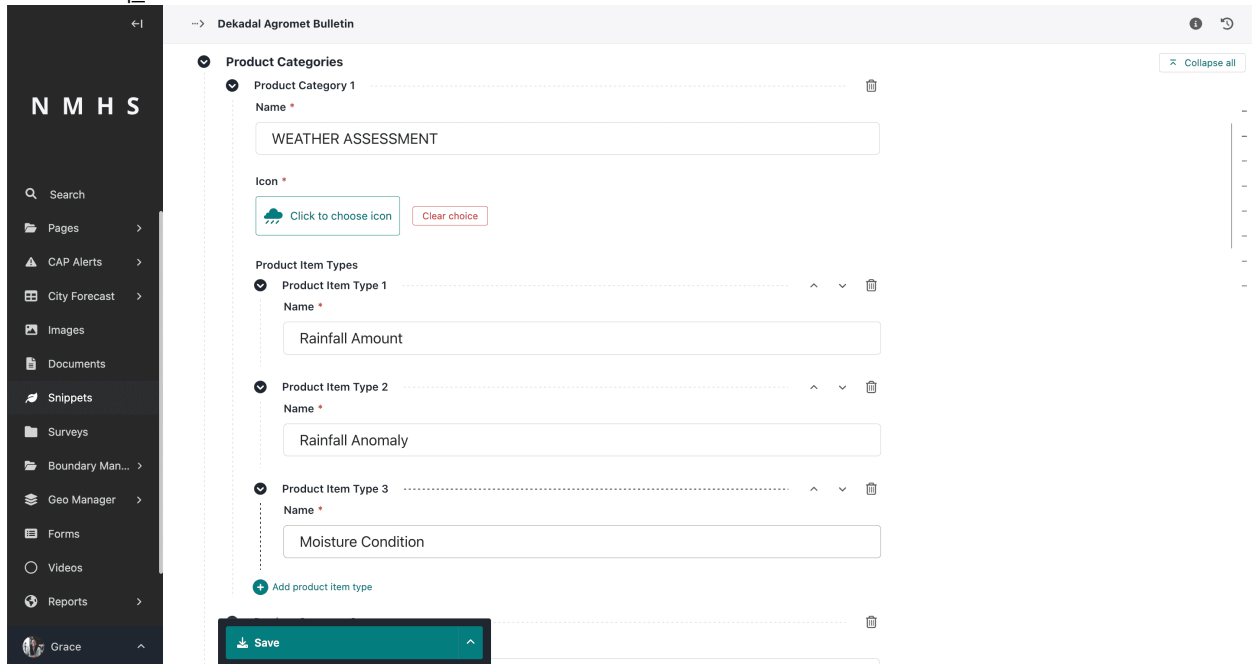 Dekadal Agromet Bulletin
Product Categories
Collapse all
Product Category 1
NMHS
Name *
WEATHER ASSESSMENT
Icon *
Search
Click to choose icon
Clear choice
Pages
CAP Alerts
Product Item Types
City Forecast
Product Item Type 1
Name *
Images
Rainfall Amount
Documents
Product Item Type 2
Snippets
Name *
Surveys
Rainfall Anomaly
Boundary Man...
Product Item Type 3
Geo Manager
Name *
Forms
Moisture Condition
Videos
Add product item type
Reports
Save
Grace